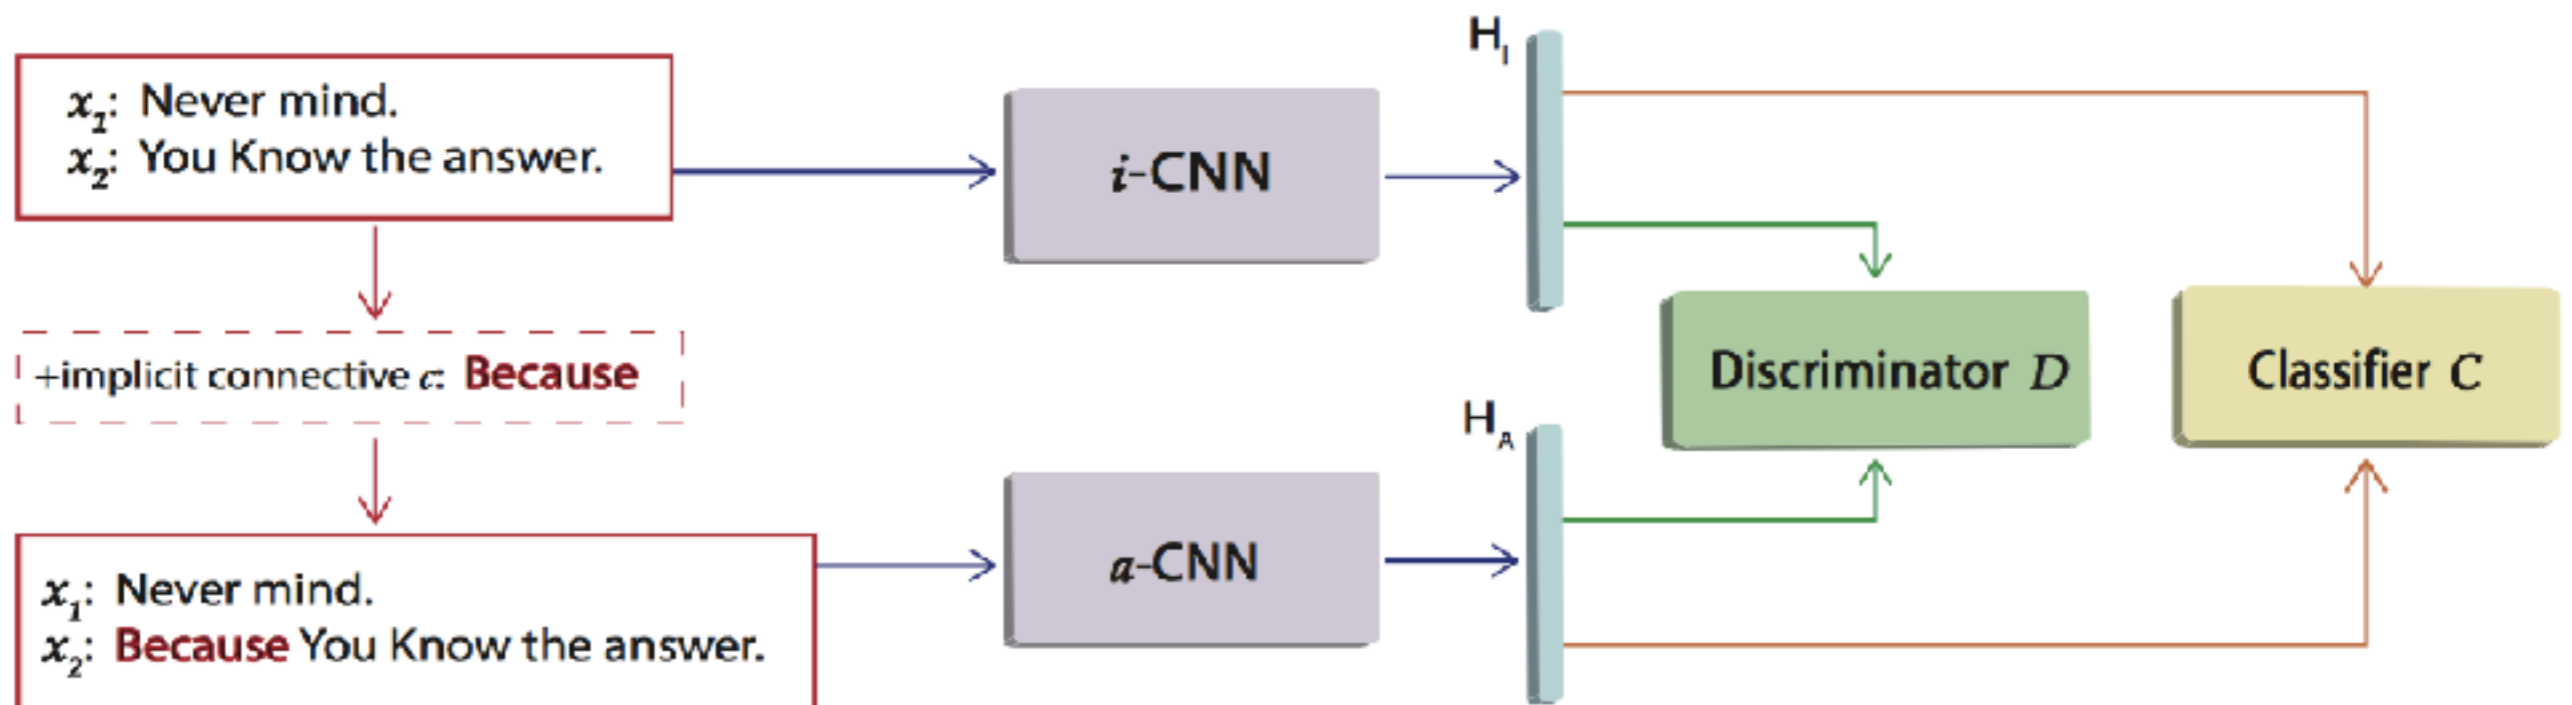 x1: Never mind.
x2: You Know the answer.
+implicit connective c: Because
x1: Never mind.
x2: Because You Know the answer.
i-CNN
a-CNN
HI
HA
Discriminator D
Classifier C